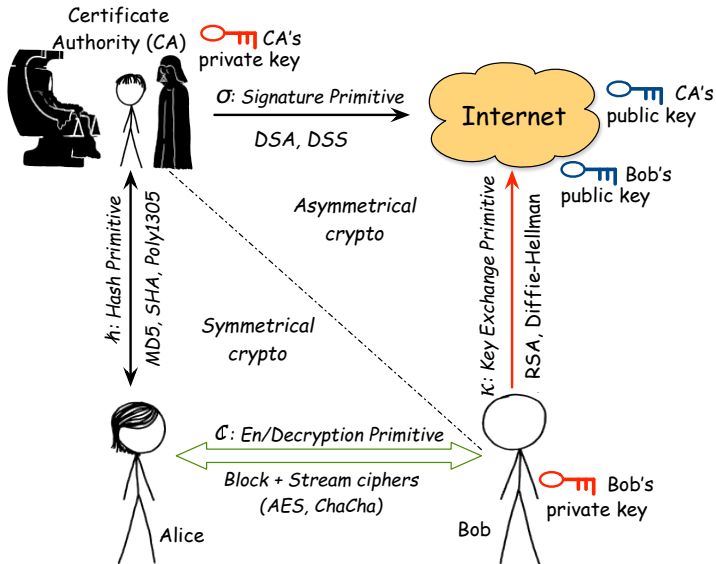 Certificate
Authority (CA)
CA's
private key
σ: Signature Primitive
DSA, DSS
Internet
CA's
public key
Bob's
public key
Asymmetrical
crypto
ℏ: Hash Primitive
MD5, SHA, Poly1305
Symmetrical
crypto
κ: Key Exchange Primitive
RSA, Diffie-Hellman
ℂ: En/Decryption Primitive
Block + Stream ciphers
(AES, ChaCha)
Alice
Bob
Bob's
private key